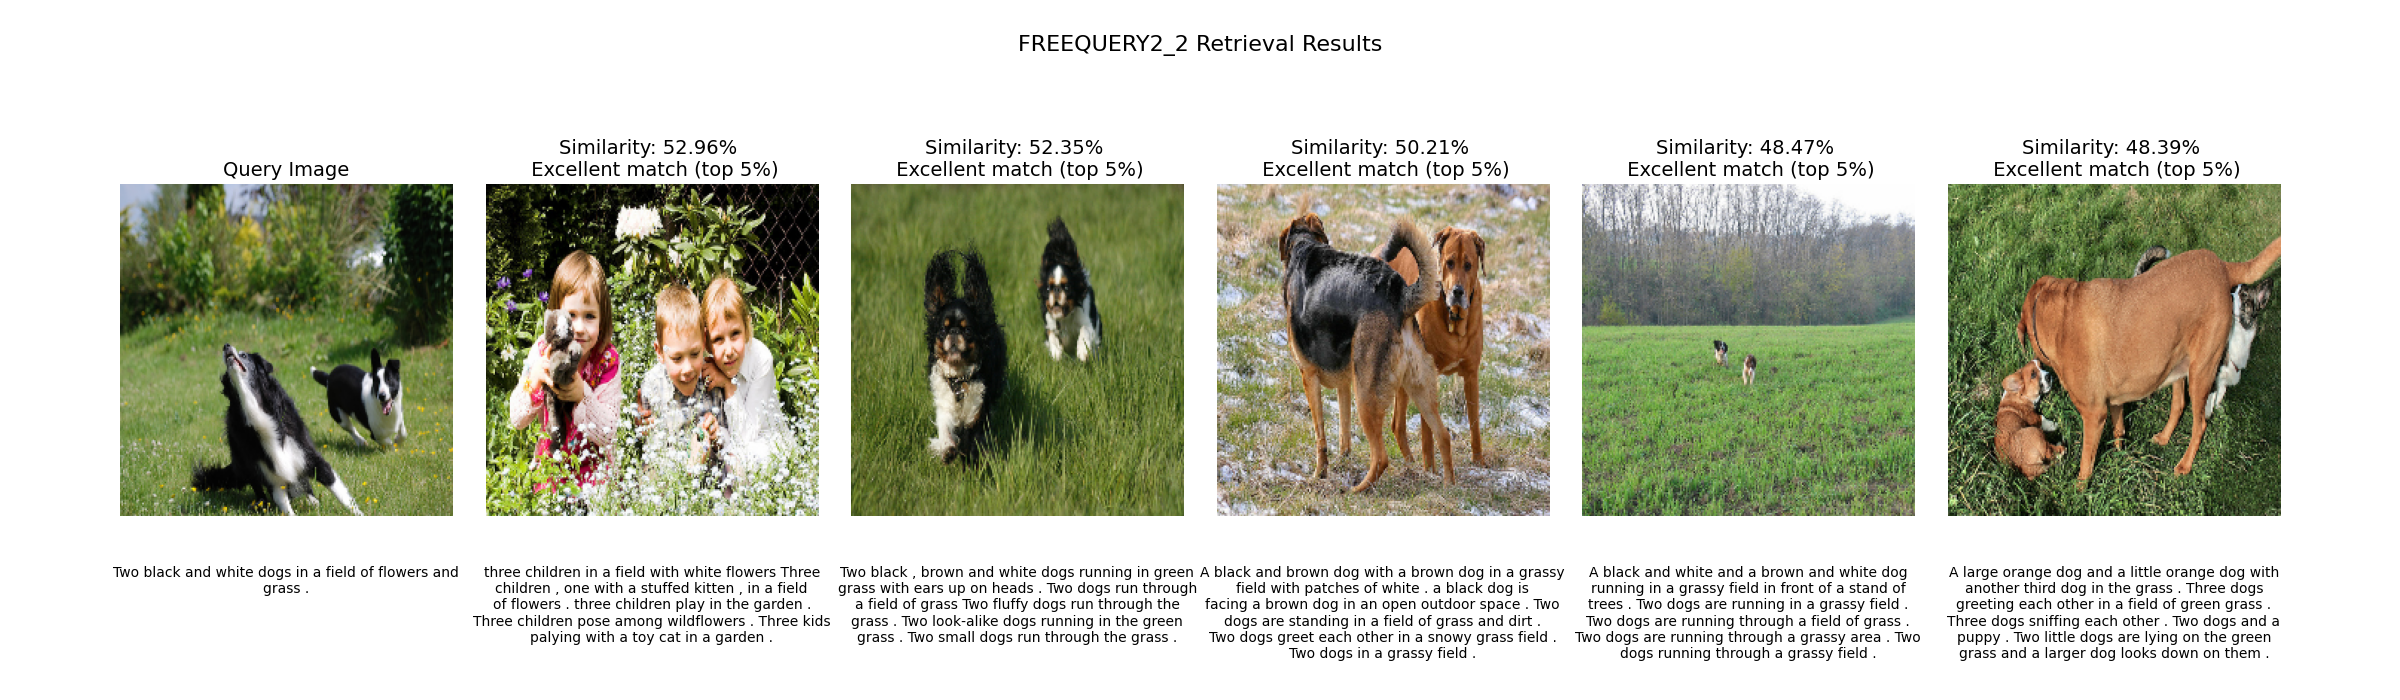 FREEQUERY2_2 Retrieval Results
Query Image
Similarity: 52.96%
Excellent match (top 5%)
Similarity: 52.35%
Excellent match (top 5%)
Similarity: 50.21%
Excellent match (top 5%)
Similarity: 48.47%
Excellent match (top 5%)
Similarity: 48.39%
Excellent match (top 5%)
Two black and white dogs in a field of flowers and
grass .
three children in a field with white flowers Three
children , one with a stuffed kitten , in a field
of flowers . three children play in the garden .
Three children pose among wildflowers . Three kids
palying with a toy cat in a garden .
Two black , brown and white dogs running in green
grass with ears up on heads . Two dogs run through
a field of grass Two fluffy dogs run through the
grass . Two look-alike dogs running in the green
grass . Two small dogs run through the grass .
A black and brown dog with a brown dog in a grassy
field with patches of white . a black dog is
facing a brown dog in an open outdoor space . Two
dogs are standing in a field of grass and dirt .
Two dogs greet each other in a snowy grass field .
Two dogs in a grassy field .
A black and white and a brown and white dog
running in a grassy field in front of a stand of
trees . Two dogs are running in a grassy field .
Two dogs are running through a field of grass .
Two dogs are running through a grassy area . Two
dogs running through a grassy field .
A large orange dog and a little orange dog with
another third dog in the grass . Three dogs
greeting each other in a field of green grass .
Three dogs sniffing each other . Two dogs and a
puppy . Two little dogs are lying on the green
grass and a larger dog looks down on them .